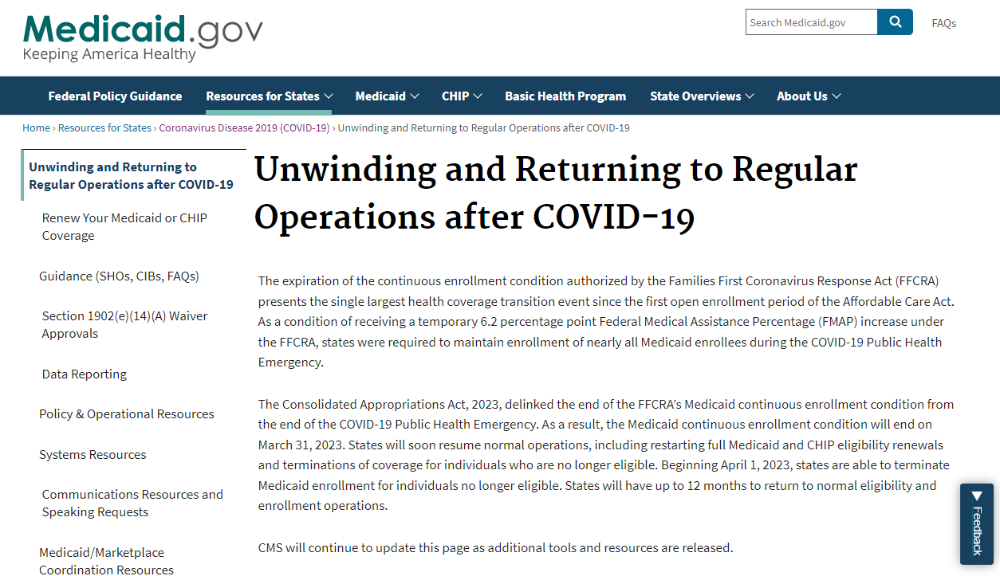 Medicaid.gov
Keeping America Healthy
Search Medicaid.gov
FAQs
Federal Policy Guidance Resources for States Medicaid CHIP Basic Health Program State Overviews About Us
Home › Resources for States › Coronavirus Disease 2019 (COVID-19) › Unwinding and Returning to Regular Operations after COVID-19
Unwinding and Returning to
Regular Operations after COVID-19
Renew Your Medicaid or CHIP
Coverage
Guidance (SHOs, CIBs, FAQs)
Section 1902(e)(14)(A) Waiver
Approvals
Data Reporting
Policy & Operational Resources
Systems Resources
Communications Resources and
Speaking Requests
Medicaid/Marketplace
Coordination Resources
Unwinding and Returning to Regular
Operations after COVID-19
The expiration of the continuous enrollment condition authorized by the Families First Coronavirus Response Act (FFCRA)
presents the single largest health coverage transition event since the first open enrollment period of the Affordable Care Act.
As a condition of receiving a temporary 6.2 percentage point Federal Medical Assistance Percentage (FMAP) increase under
the FFCRA, states were required to maintain enrollment of nearly all Medicaid enrollees during the COVID-19 Public Health
Emergency.
The Consolidated Appropriations Act, 2023, delinked the end of the FFCRA’s Medicaid continuous enrollment condition from
the end of the COVID-19 Public Health Emergency. As a result, the Medicaid continuous enrollment condition will end on
March 31, 2023. States will soon resume normal operations, including restarting full Medicaid and CHIP eligibility renewals
and terminations of coverage for individuals who are no longer eligible. Beginning April 1, 2023, states are able to terminate
Medicaid enrollment for individuals no longer eligible. States will have up to 12 months to return to normal eligibility and
enrollment operations.
CMS will continue to update this page as additional tools and resources are released.
Feedback